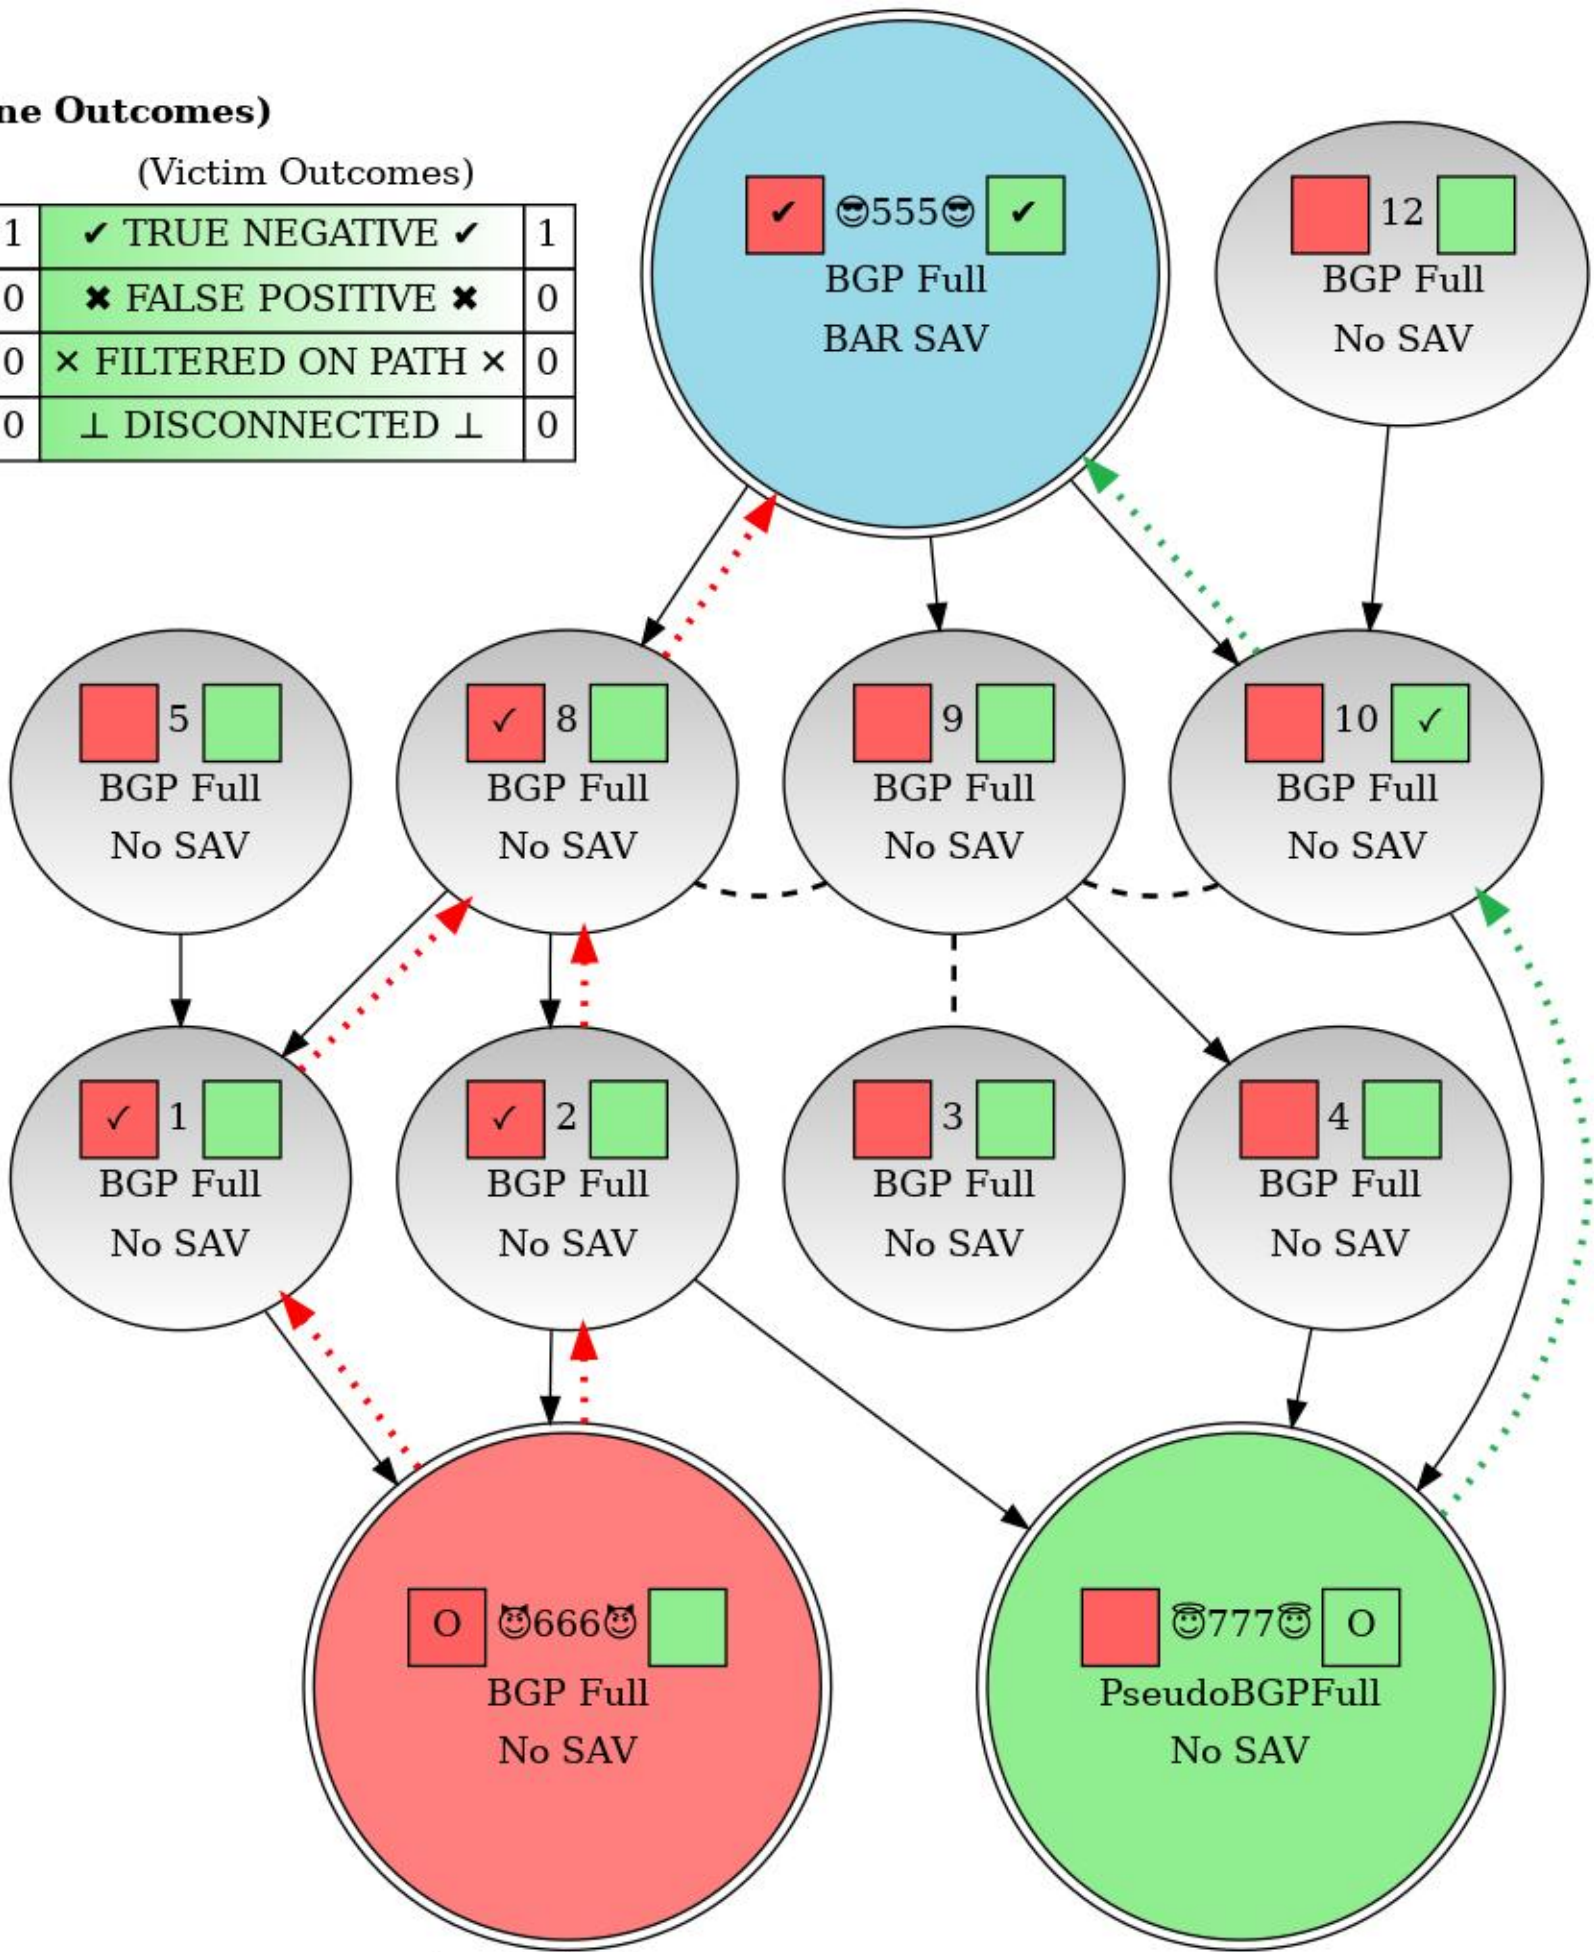 ne Outcomes)
(Victim Outcomes)
1 ✔ TRUE NEGATIVE ✔ 1
0 ✖ FALSE POSITIVE ✖ 0
0 ✕ FILTERED ON PATH ✕ 0
0 ⊥ DISCONNECTED ⊥ 0
✔ 😎555😎 ✔
BGP Full
BAR SAV
12
BGP Full
No SAV
5
BGP Full
No SAV
✓ 8
BGP Full
No SAV
9
BGP Full
No SAV
10 ✓
BGP Full
No SAV
✓ 1
BGP Full
No SAV
✓ 2
BGP Full
No SAV
3
BGP Full
No SAV
4
BGP Full
No SAV
O 😈666😈
BGP Full
No SAV
😇777😇 O
PseudoBGPFull
No SAV